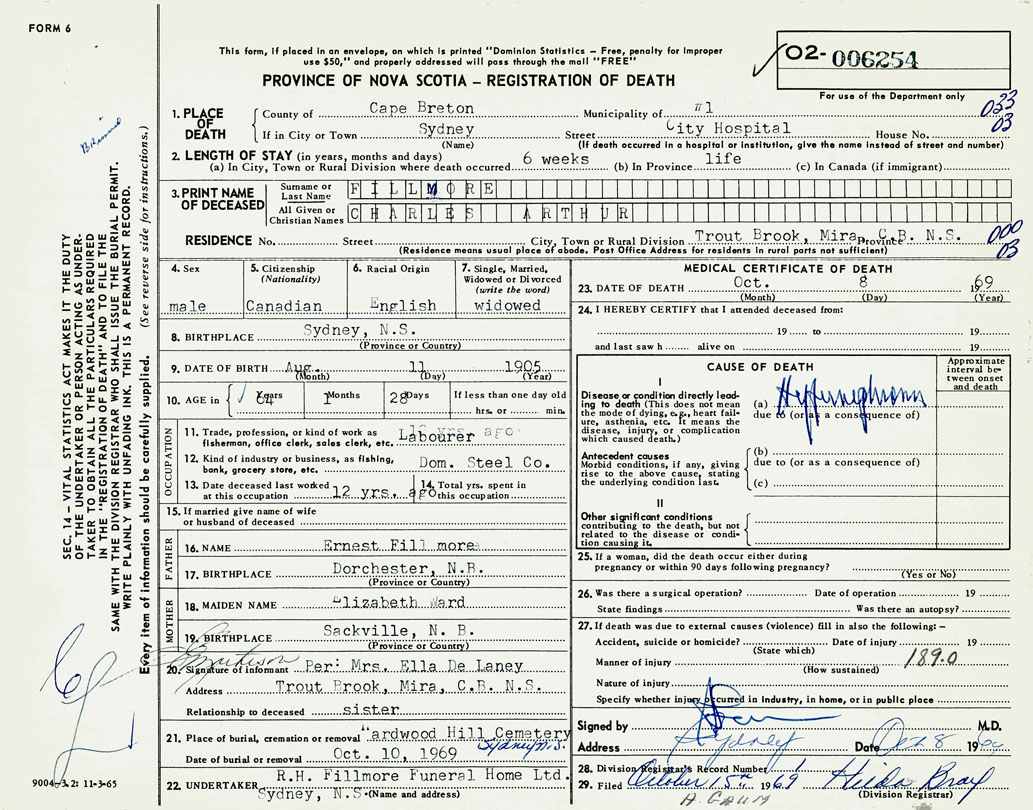 FORM 6
This form, if placed in an envelope, on which is printed "Dominion Statistics – Free, penalty for improper
use $50," and properly addressed will pass through the mail "FREE"
PROVINCE OF NOVA SCOTIA – REGISTRATION OF DEATH
02- 006254
For use of the Department only
033
03
1. PLACE OF DEATH
County of Cape Breton Municipality of #1
If in City or Town Sydney Street City Hospital House No.
(Name) (If death occurred in a hospital or institution, give the name instead of street and number)
2. LENGTH OF STAY (in years, months and days)
(a) In City, Town or Rural Division where death occurred 6 weeks (b) In Province life (c) In Canada (if immigrant)
3. PRINT NAME OF DECEASED
Surname or Last Name FILLMORE
All Given or Christian Names CHARLES ARTHUR
RESIDENCE No. Street City, Town or Rural Division Trout Brook, Mira, Province C.B. N.S.
(Residence means usual place of abode. Post Office Address for residents in rural parts not sufficient)
000
03
4. Sex
male
5. Citizenship
(Nationality)
Canadian
6. Racial Origin
English
7. Single, Married,
Widowed or Divorced
(write the word)
widowed
8. BIRTHPLACE Sydney, N.S.
(Province or Country)
9. DATE OF BIRTH Aug. 11 1905
(Month) (Day) (Year)
10. AGE in 64 Years 1 Months 28 Days If less than one day old
hrs. or min.
OCCUPATION
11. Trade, profession, or kind of work as
fisherman, office clerk, sales clerk, etc. Labourer
12. Kind of industry or business, as fishing,
bank, grocery store, etc. Dom. Steel Co.
13. Date deceased last worked
at this occupation 12 yrs. ago
14. Total yrs. spent in
this occupation
15. If married give name of wife
or husband of deceased
FATHER
16. NAME Ernest Fillmore
17. BIRTHPLACE Dorchester, N.B.
(Province or Country)
MOTHER
18. MAIDEN NAME Elizabeth Ward
19. BIRTHPLACE Sackville, N. B.
(Province or Country)
20. Signature of informant Per: Mrs. Ella De Laney
Address Trout Brook, Mira, C.B. N.S.
Relationship to deceased sister
21. Place of burial, cremation or removal Hardwood Hill Cemetery
Sydney N.S.
Date of burial or removal Oct. 10, 1969
22. UNDERTAKER R.H. Fillmore Funeral Home Ltd.
Sydney, N.S. (Name and address)
MEDICAL CERTIFICATE OF DEATH
23. DATE OF DEATH Oct. 8 1969
(Month) (Day) (Year)
24. I HEREBY CERTIFY that I attended deceased from:
19 to 19
and last saw h alive on 19
CAUSE OF DEATH
Approximate
interval be-
tween onset
and death
I
Disease or condition directly lead-
ing to death (This does not mean
the mode of dying, e.g., heart fail-
ure, asthenia, etc. It means the
disease, injury, or complication
which caused death.)
(a)
due to (or as a consequence of)
Antecedent causes
Morbid conditions, if any, giving
rise to the above cause, stating
the underlying condition last.
(b)
due to (or as a consequence of)
(c)
II
Other significant conditions
contributing to the death, but not
related to the disease or condi-
tion causing it.
25. If a woman, did the death occur either during
pregnancy or within 90 days following pregnancy?
(Yes or No)
26. Was there a surgical operation? Date of operation 19
State findings Was there an autopsy?
27. If death was due to external causes (violence) fill in also the following:–
Accident, suicide or homicide? Date of injury 19
(State which)
Manner of injury 189.0
(How sustained)
Nature of injury
Specify whether injury occurred in Industry, in home, or in public place
Signed by M.D.
Address Sydney Date Oct 8 1969
28. Division Registrar's Record Number
29. Filed October 15th 1969 Hilda Bray
(Division Registrar)
SEC. 14 – VITAL STATISTICS ACT MAKES IT THE DUTY
OF THE UNDERTAKER OR PERSON ACTING AS UNDER-
TAKER TO OBTAIN ALL THE PARTICULARS REQUIRED
IN THE "REGISTRATION OF DEATH" AND TO FILE THE
SAME WITH THE DIVISION REGISTRAR WHO SHALL ISSUE THE BURIAL PERMIT.
WRITE PLAINLY WITH UNFADING INK. THIS IS A PERMANENT RECORD.
Every item of information should be carefully supplied. (See reverse side for instructions.)
9004-3.2: 11-3-65